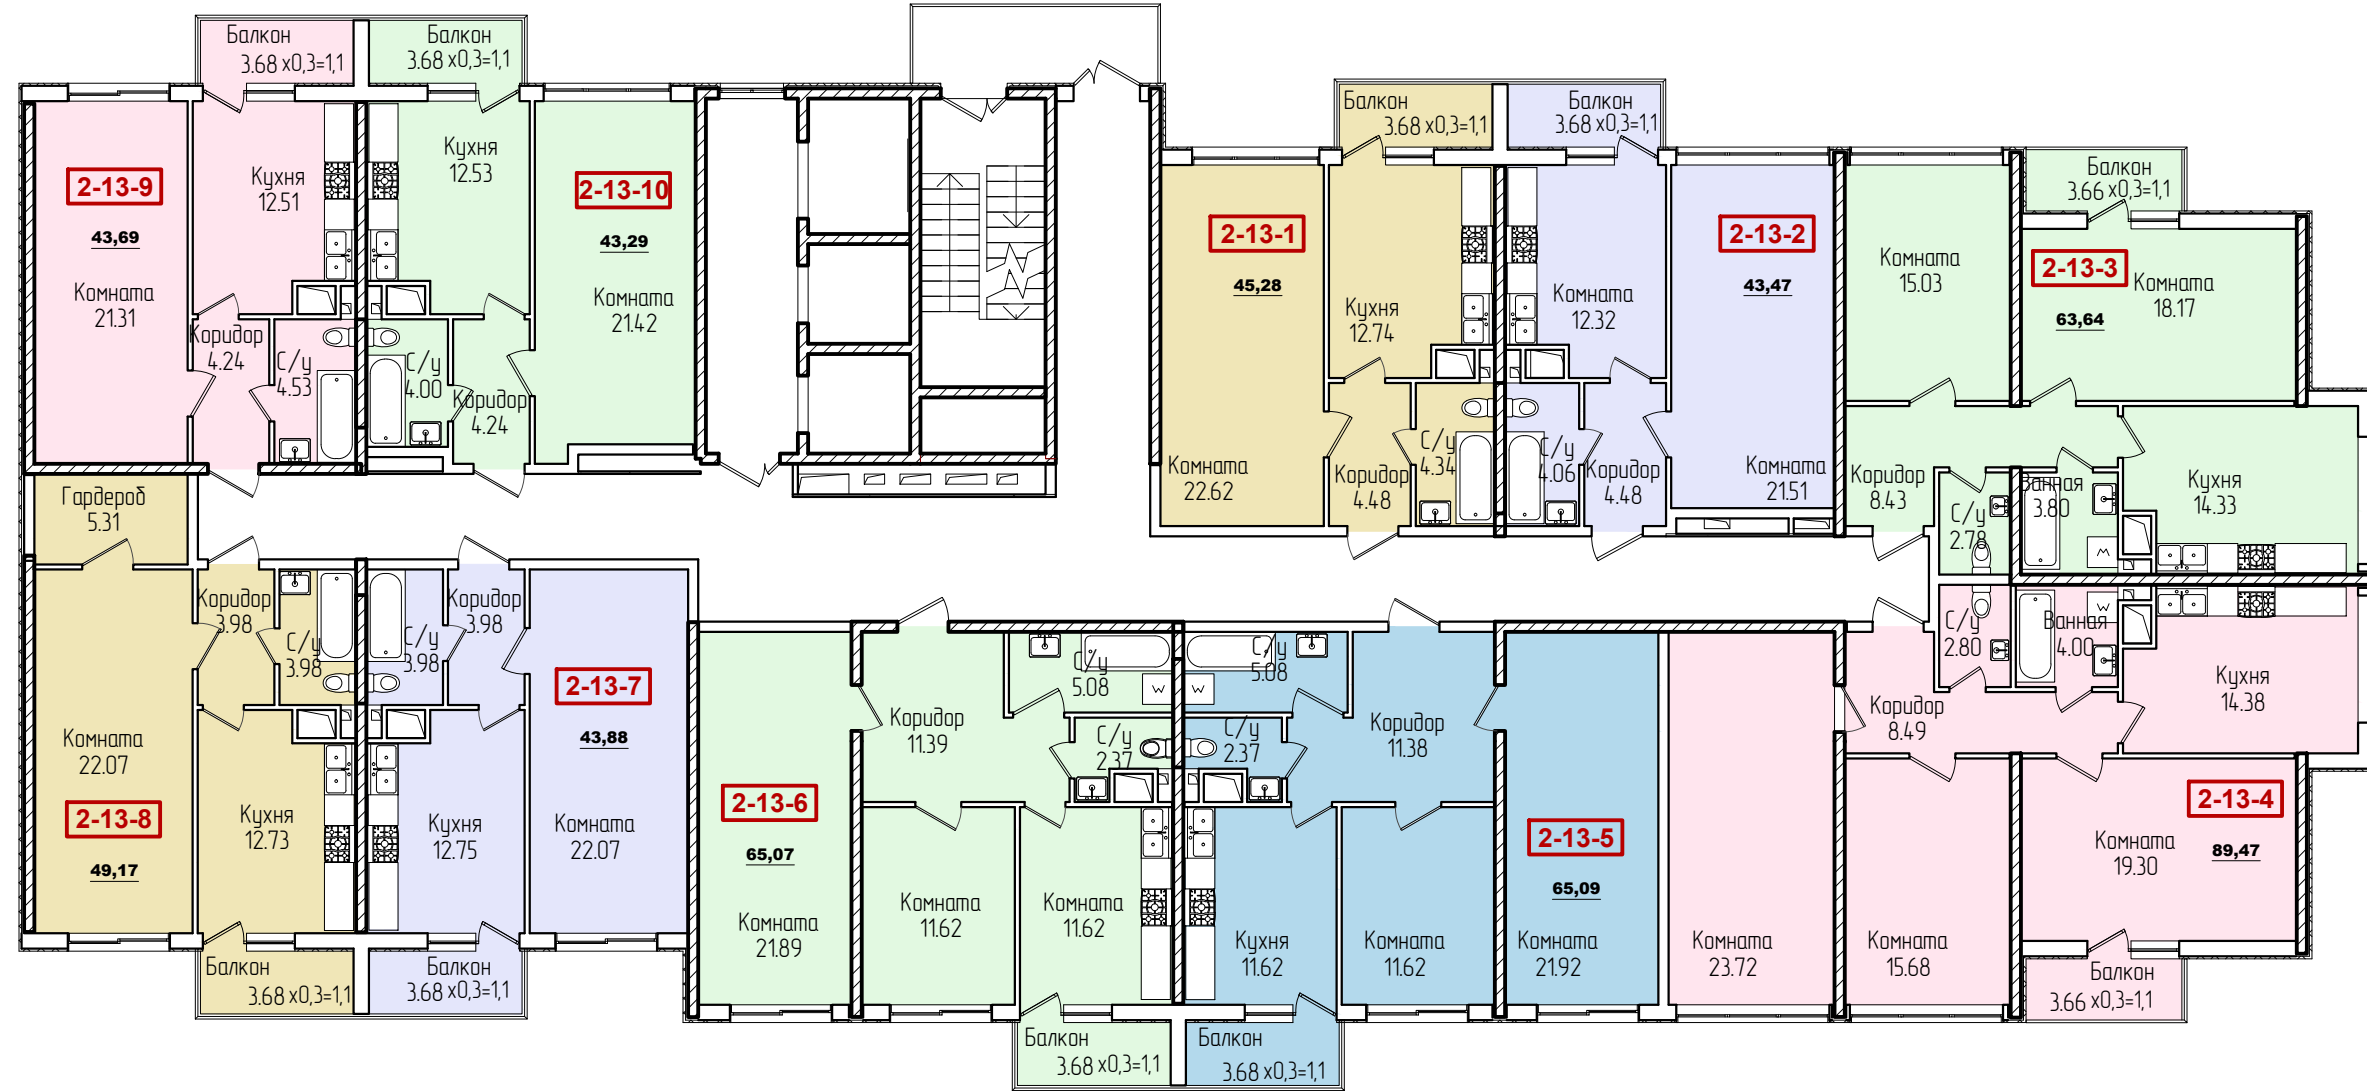 Балкон
3.68 x0,3=1,1
Балкон
3.68 x0,3=1,1
2-13-9
43,69
Комната
21.31
Кухня
12.51
Коридор
4.24
С/у
4.53
Кухня
12.53
2-13-10
43,29
Комната
21.42
С/у
4.00
Коридор
4.24
Балкон
3.68 x0,3=1,1
Балкон
3.68 x0,3=1,1
2-13-1
45,28
Кухня
12.74
Комната
22.62
Коридор
4.48
С/у
4.34
Комната
12.32
2-13-2
43,47
С/у
4.06
Коридор
4.48
Комната
21.51
Балкон
3.66 x0,3=1,1
Комната
15.03
2-13-3
63,64
Комната
18.17
Коридор
8.43
С/у
2.78
Ванная
3.80
Кухня
14.33
Гардероб
5.31
Коридор
3.98
С/у
3.98
Комната
22.07
2-13-8
49,17
Кухня
12.73
Балкон
3.68 x0,3=1,1
С/у
3.98
Коридор
3.98
2-13-7
43,88
Кухня
12.75
Комната
22.07
Балкон
3.68 x0,3=1,1
2-13-6
65,07
Комната
21.89
Коридор
11.39
С/у
5.08
W
С/у
2.37
Комната
11.62
Комната
11.62
Балкон
3.68 x0,3=1,1
С/у
5.08
W
С/у
2.37
Коридор
11.38
Кухня
11.62
Комната
11.62
2-13-5
65,09
Комната
21.92
Балкон
3.68 x0,3=1,1
Комната
23.72
С/у
2.80
Ванная
4.00
W
Кухня
14.38
Коридор
8.49
2-13-4
89,47
Комната
19.30
Комната
15.68
Балкон
3.66 x0,3=1,1